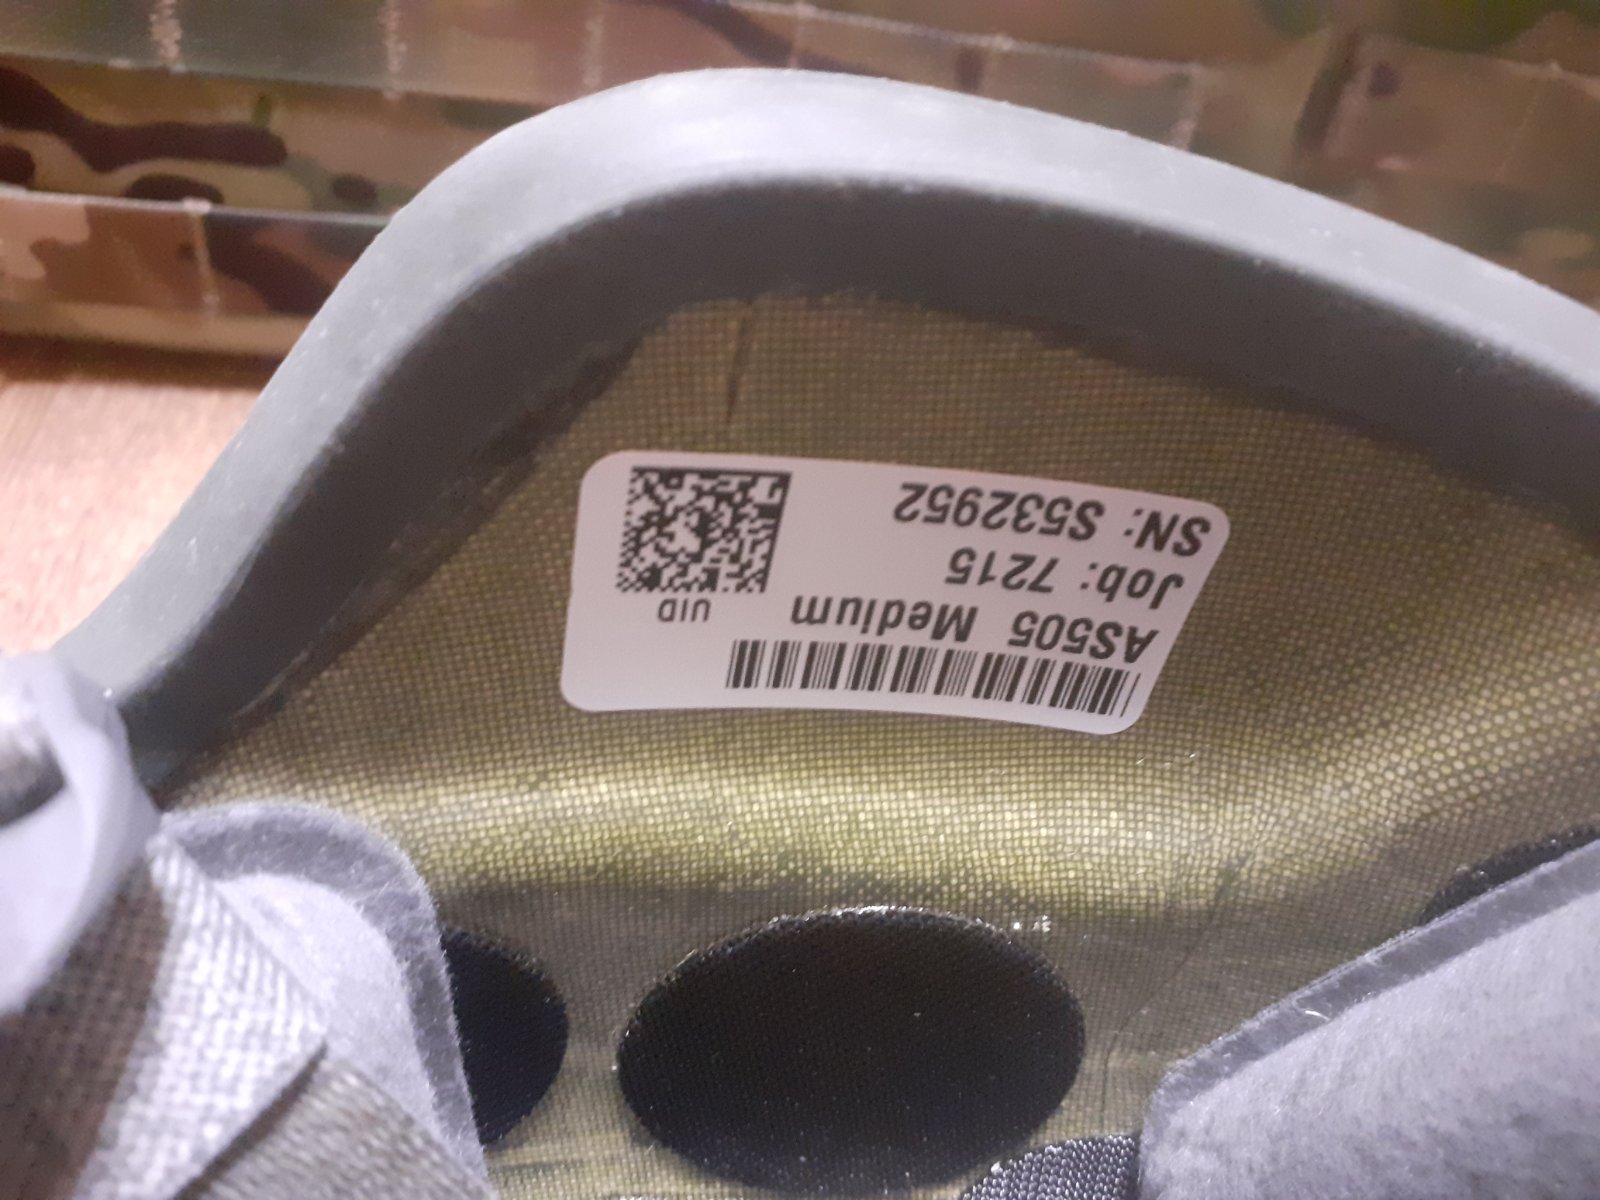 SN: S532952
Job: 7215
AS505 Medium
UID